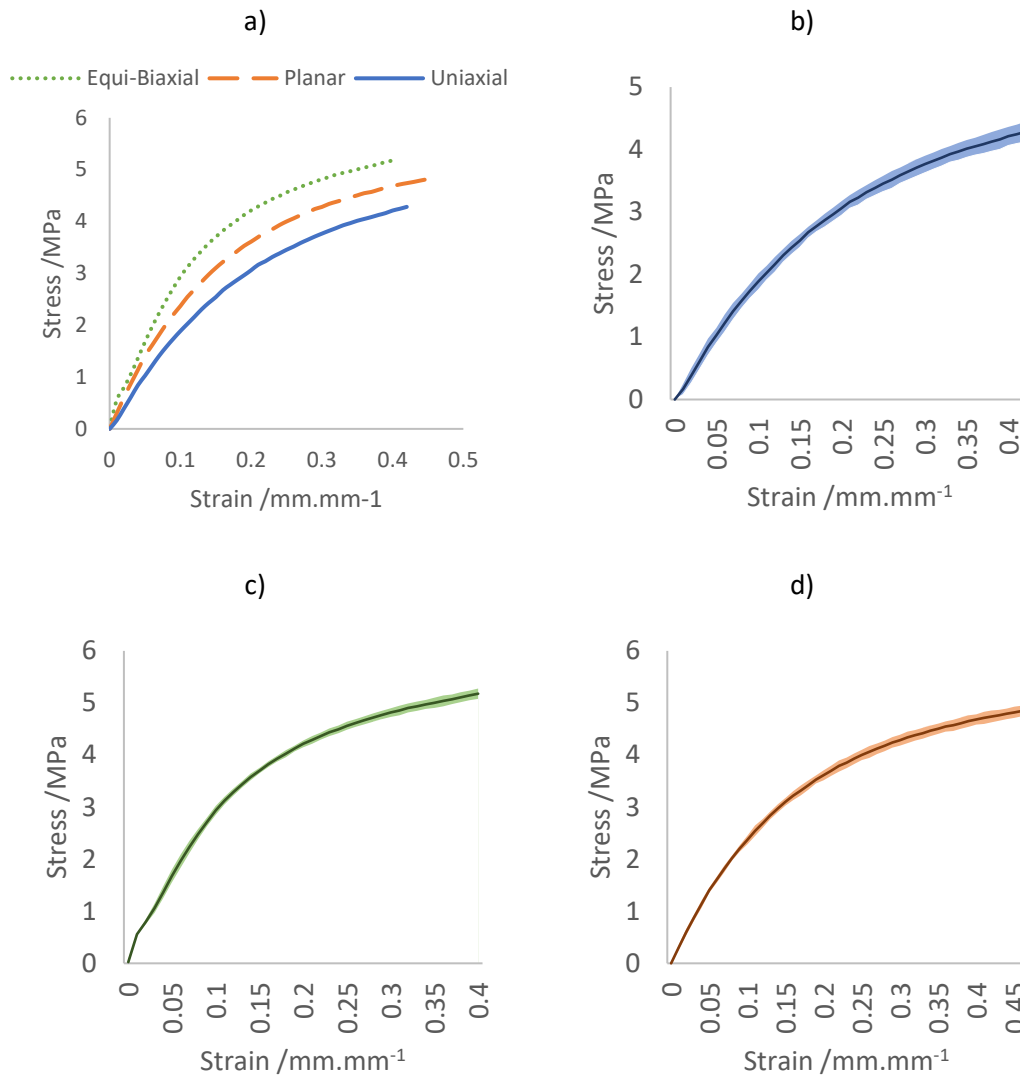 a)
Equi-Biaxial Planar Uniaxial
6
5
4
3
2
1
0
Stress /MPa
0 0.1 0.2 0.3 0.4 0.5
Strain /mm.mm-1
b)
5
4
3
2
1
0
Stress /MPa
0 0.05 0.1 0.15 0.2 0.25 0.3 0.35 0.4
Strain /mm.mm⁻¹
c)
6
5
4
3
2
1
0
Stress /MPa
0 0.05 0.1 0.15 0.2 0.25 0.3 0.35 0.4
Strain /mm.mm⁻¹
d)
6
5
4
3
2
1
0
Stress /MPa
0 0.05 0.1 0.15 0.2 0.25 0.3 0.35 0.4 0.45
Strain /mm.mm⁻¹